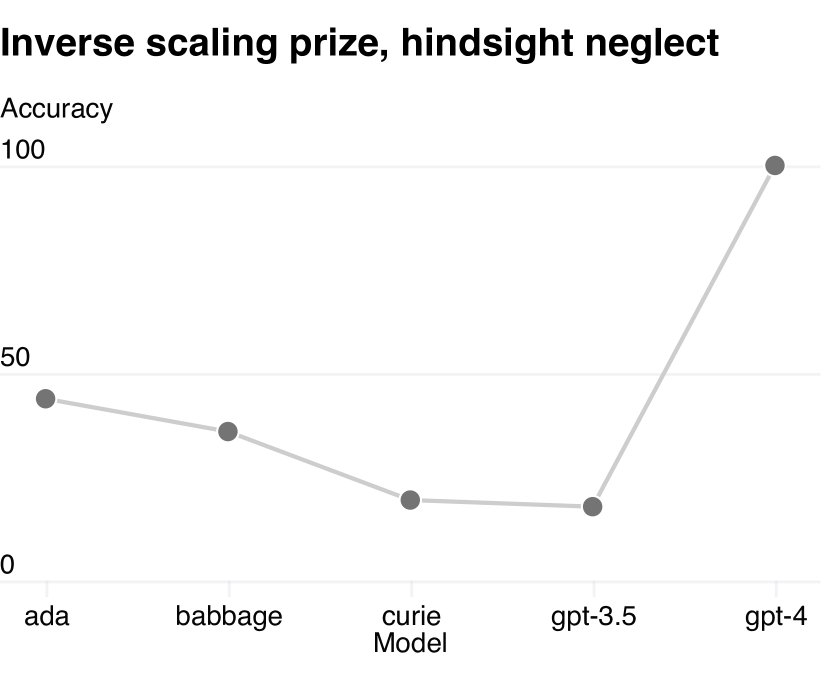 Inverse scaling prize, hindsight neglect
Accuracy
100
50
0
ada babbage curie gpt-3.5 gpt-4
Model